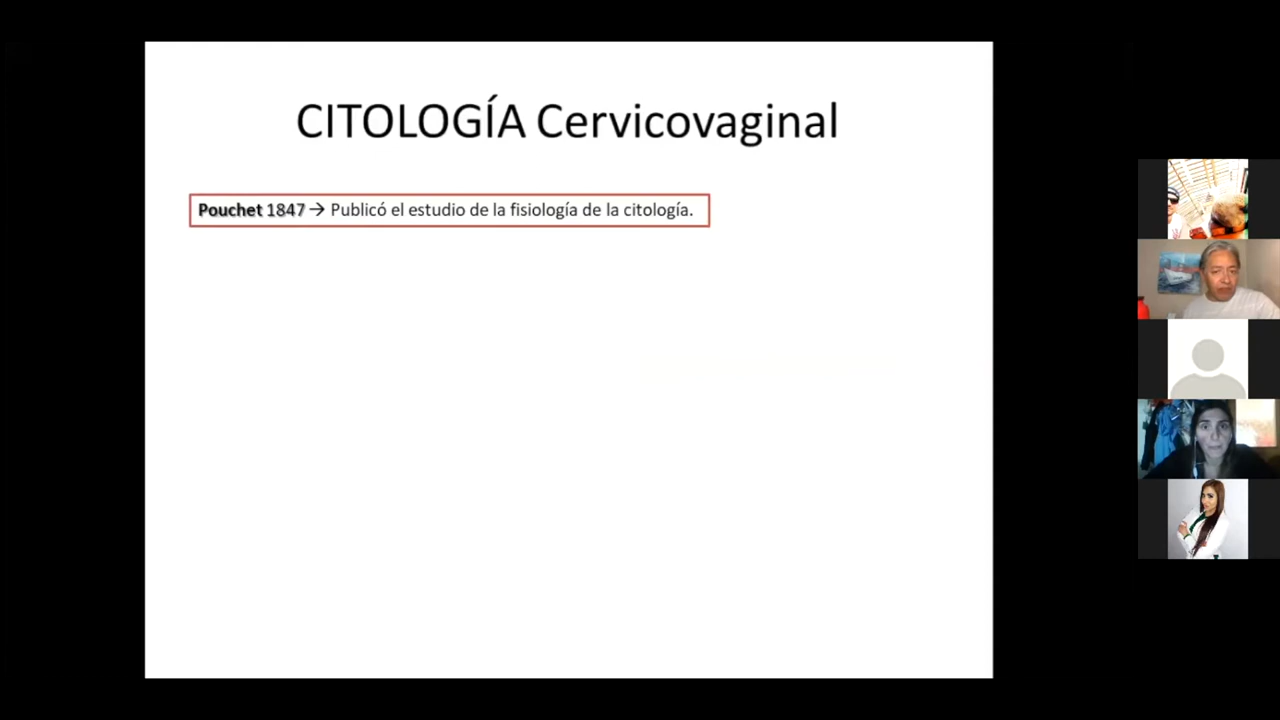 CITOLOGÍA Cervicovaginal
Pouchet 1847 → Publicó el estudio de la fisiología de la citología.